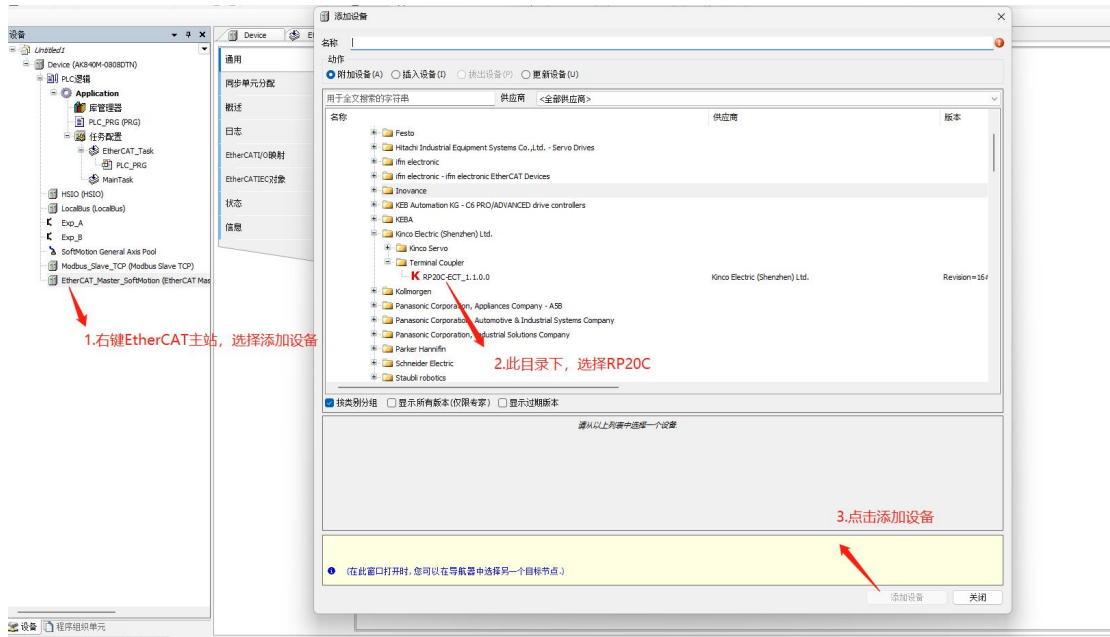 设备
Untitled1
Device (AK840M-0808DTN)
PLC逻辑
Application
库管理器
PLC_PRG (PRG)
任务配置
EtherCAT_Task
PLC_PRG
MainTask
HSIO (HSIO)
LocalBus (LocalBus)
Exp_A
Exp_B
SoftMotion General Axis Pool
Modbus_Slave_TCP (Modbus Slave TCP)
EtherCAT_Master_SoftMotion (EtherCAT Mas
1.右键EtherCAT主站，选择添加设备
设备
程序组织单元
Device
通用
同步单元分配
概述
日志
EtherCATI/O映射
EtherCATIEC对象
状态
信息
添加设备
名称
动作
附加设备(A) 插入设备(I) 拔出设备(P) 更新设备(U)
用于全文搜索的字符串 供应商 <全部供应商>
名称 供应商 版本
Festo
Hitachi Industrial Equipment Systems Co.,Ltd. - Servo Drives
ifm electronic
ifm electronic - ifm electronic EtherCAT Devices
Inovance
KEB Automation KG - C6 PRO/ADVANCED drive controllers
KEBA
Kinco Electric (Shenzhen) Ltd.
Kinco Servo
Terminal Coupler
RP20C-ECT_1.1.0.0 Kinco Electric (Shenzhen) Ltd. Revision=16#
Kollmorgen
Panasonic Corporation, Appliances Company - A5B
Panasonic Corporation, Automotive & Industrial Systems Company
Panasonic Corporation, Industrial Solutions Company
Parker Hannifin
Schneider Electric
Staubli robotics
2.此目录下，选择RP20C
按类别分组 显示所有版本(仅限专家) 显示过期版本
请从以上列表中选择一个设备
3.点击添加设备
(在此窗口打开时,您可以在导航器中选择另一个目标节点.)
添加设备 关闭